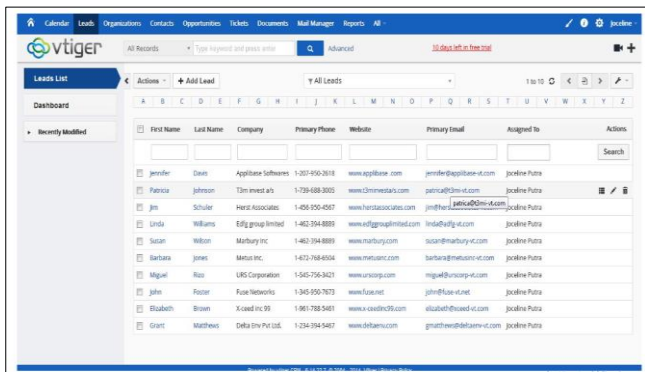 Calendar Leads Organizations Contacts Opportunities Tickets Documents Mail Manager Reports All Joceline
vtiger All Records Type keyword and press enter Advanced 10 days left in free trial
Leads List Actions + Add Lead All Leads 1 to 10
Dashboard A B C D E F G H I J K L M N O P Q R S T U V W X Y Z
Recently Modified First Name Last Name Company Primary Phone Website Primary Email Assigned To Actions
Search
Jennifer Davis Applibase Softwares 1-207-950-2618 www.applibase .com jennifer@applibase-vt.com Joceline Putra
Patricia Johnson T3m invest a/s 1-739-688-3005 www.t3minvesta/s.com patrica@t3mi-vt.com Joceline Putra
patrica@t3mi-vt.com
Jim Schuler Herst Associates 1-456-950-4567 www.herstassociates.com Joceline Putra
Linda Williams Edfg group limited 1-462-394-8889 www.edfggrouplimited.com linda@adfg-vt.com Joceline Putra
Susan Wilton Marbury Inc 1-462-394-8889 www.marbury.com susan@marbury-vt.com Joceline Putra
Barbara Jones Metus Inc. 1-672-768-6504 www.metusinc.com barbara@metusinc-vt.com Joceline Putra
Miguel Rizo URS Corporation 1-545-756-3421 www.urscorp.com miguel@urscorp-vt.com Joceline Putra
John Foster Fuse Networks 1-345-950-7673 www.fuse.net john@fuse-vt.net Joceline Putra
Elizabeth Brown X-ceed inc 99 1-961-788-5461 www.x-ceedinc99.com elizabeth@xceed-vt.com Joceline Putra
Grant Matthews Delta Env Pvt Ltd. 1-234-394-5467 www.deltaenv.com gmatthews@deltaenv-vt.com Joceline Putra